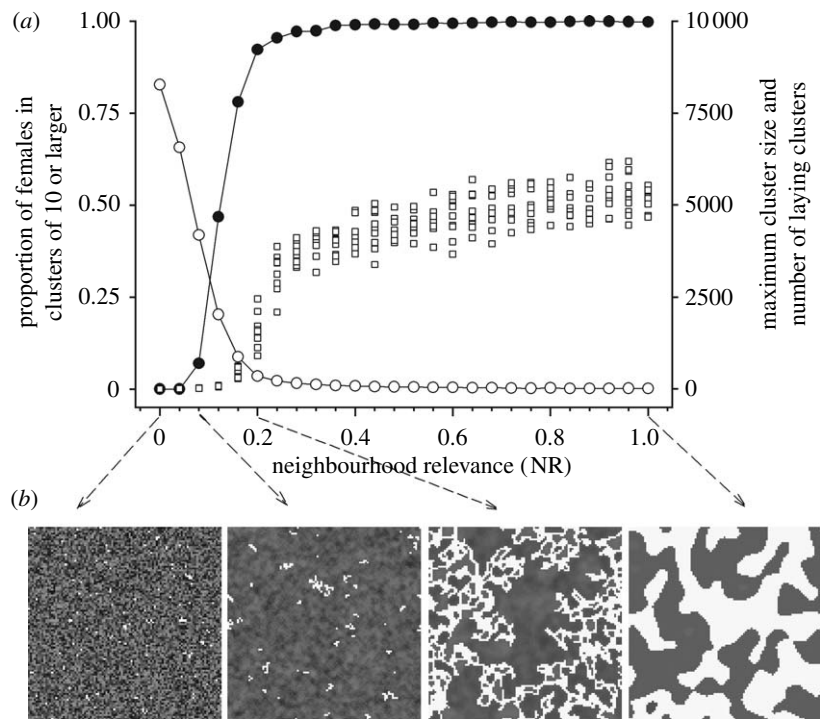 (a)
1.00
0.75
0.50
0.25
0
proportion of females in
clusters of 10 or larger
10 000
7500
5000
2500
0
maximum cluster size and
number of laying clusters
0 0.2 0.4 0.6 0.8 1.0
neighbourhood relevance (NR)
(b)